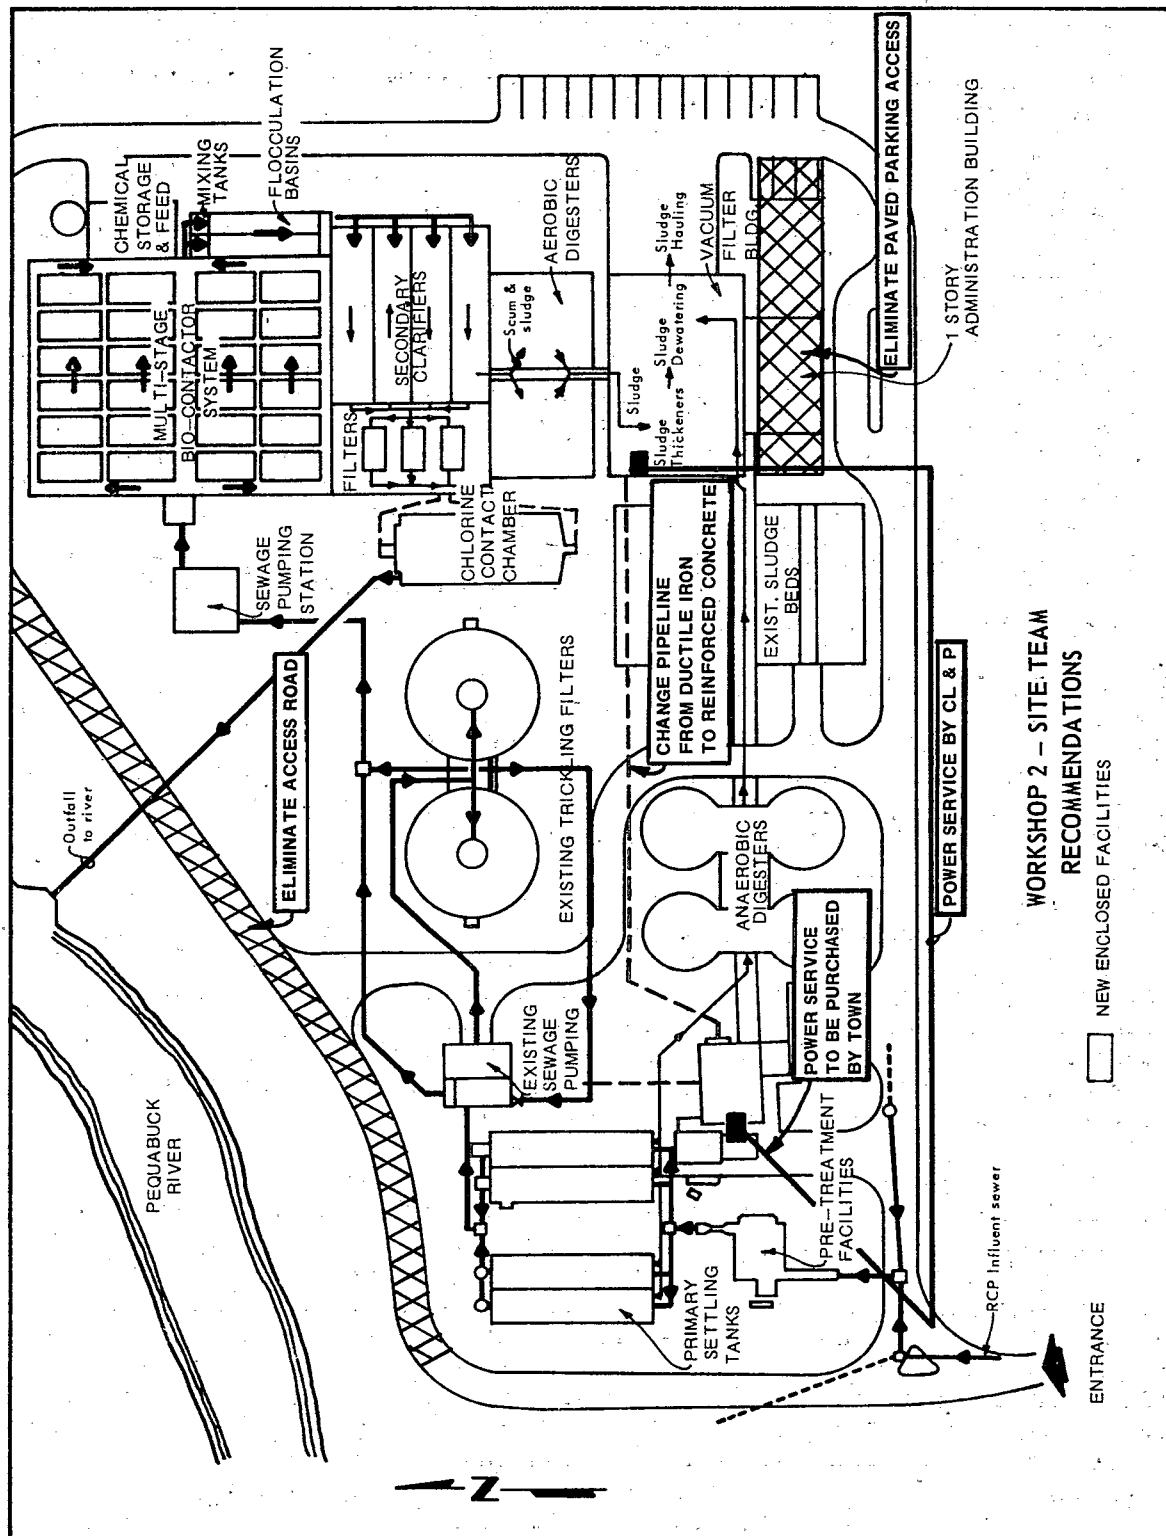 PEQUABUCK
RIVER
Outfall
to river
ELIMINATE ACCESS ROAD
SEWAGE
PUMPING
STATION
MULTI-STAGE
BIO-CONTACTOR
SYSTEM
CHEMICAL
STORAGE
& FEED
MIXING
TANKS
FLOCCULATION
BASINS
FILTERS
SECONDARY
CLARIFIERS
CHLORINE
CONTACT
CHAMBER
Scum &
sludge
AEROBIC
DIGESTERS
EXISTING
SEWAGE
PUMPING
EXISTING TRICKLING FILTERS
Sludge
Sludge
Thickeners
Sludge
Dewatering
Sludge
Hauling
VACUUM
FILTER
BLDG.
CHANGE PIPELINE
FROM DUCTILE IRON
TO REINFORCED CONCRETE
PRIMARY
SETTLING
TANKS
ANAEROBIC
DIGESTERS
EXIST. SLUDGE
BEDS
PRE-TREATMENT
FACILITIES
POWER SERVICE
TO BE PURCHASED
BY TOWN
ELIMINATE PAVED PARKING ACCESS
1 STORY
ADMINISTRATION BUILDING
POWER SERVICE BY CL & P
RCP Influent sewer
ENTRANCE
N
WORKSHOP 2 – SITE TEAM
RECOMMENDATIONS
NEW ENCLOSED FACILITIES